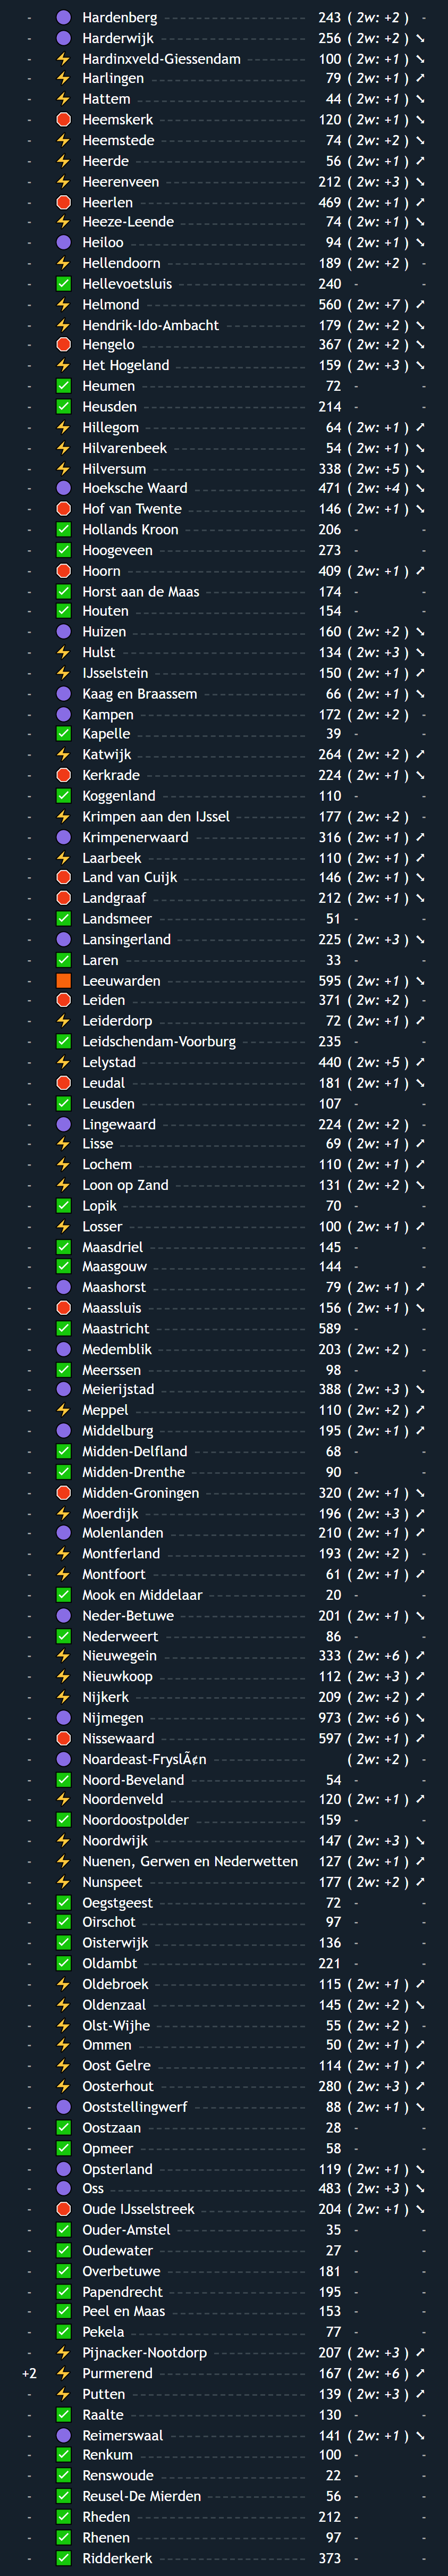 - Hardenberg 243 ( 2w: +2 ) -
- Harderwijk 256 ( 2w: +2 ) ➘
- Hardinxveld-Giessendam 100 ( 2w: +1 ) ➘
- Harlingen 79 ( 2w: +1 ) ➚
- Hattem 44 ( 2w: +1 ) ➘
- Heemskerk 120 ( 2w: +1 ) ➘
- Heemstede 74 ( 2w: +2 ) ➘
- Heerde 56 ( 2w: +1 ) ➚
- Heerenveen 212 ( 2w: +3 ) ➘
- Heerlen 469 ( 2w: +1 ) ➚
- Heeze-Leende 74 ( 2w: +1 ) ➘
- Heiloo 94 ( 2w: +1 ) ➘
- Hellendoorn 189 ( 2w: +2 ) -
- Hellevoetsluis 240 - -
- Helmond 560 ( 2w: +7 ) ➚
- Hendrik-Ido-Ambacht 179 ( 2w: +2 ) ➘
- Hengelo 367 ( 2w: +2 ) ➘
- Het Hogeland 159 ( 2w: +3 ) ➘
- Heumen 72 - -
- Heusden 214 - -
- Hillegom 64 ( 2w: +1 ) ➚
- Hilvarenbeek 54 ( 2w: +1 ) ➘
- Hilversum 338 ( 2w: +5 ) ➘
- Hoeksche Waard 471 ( 2w: +4 ) ➘
- Hof van Twente 146 ( 2w: +1 ) ➘
- Hollands Kroon 206 - -
- Hoogeveen 273 - -
- Hoorn 409 ( 2w: +1 ) ➚
- Horst aan de Maas 174 - -
- Houten 154 - -
- Huizen 160 ( 2w: +2 ) ➘
- Hulst 134 ( 2w: +3 ) ➘
- IJsselstein 150 ( 2w: +1 ) ➚
- Kaag en Braassem 66 ( 2w: +1 ) ➘
- Kampen 172 ( 2w: +2 ) -
- Kapelle 39 - -
- Katwijk 264 ( 2w: +2 ) ➚
- Kerkrade 224 ( 2w: +1 ) ➘
- Koggenland 110 - -
- Krimpen aan den IJssel 177 ( 2w: +2 ) -
- Krimpenerwaard 316 ( 2w: +1 ) ➚
- Laarbeek 110 ( 2w: +1 ) ➚
- Land van Cuijk 146 ( 2w: +1 ) ➘
- Landgraaf 212 ( 2w: +1 ) ➘
- Landsmeer 51 - -
- Lansingerland 225 ( 2w: +3 ) ➘
- Laren 33 - -
- Leeuwarden 595 ( 2w: +1 ) ➘
- Leiden 371 ( 2w: +2 ) -
- Leiderdorp 72 ( 2w: +1 ) ➚
- Leidschendam-Voorburg 235 - -
- Lelystad 440 ( 2w: +5 ) ➚
- Leudal 181 ( 2w: +1 ) ➘
- Leusden 107 - -
- Lingewaard 224 ( 2w: +2 ) -
- Lisse 69 ( 2w: +1 ) ➚
- Lochem 110 ( 2w: +1 ) ➚
- Loon op Zand 131 ( 2w: +2 ) ➘
- Lopik 70 - -
- Losser 100 ( 2w: +1 ) ➚
- Maasdriel 145 - -
- Maasgouw 144 - -
- Maashorst 79 ( 2w: +1 ) ➚
- Maassluis 156 ( 2w: +1 ) ➘
- Maastricht 589 - -
- Medemblik 203 ( 2w: +2 ) -
- Meerssen 98 - -
- Meierijstad 388 ( 2w: +3 ) ➘
- Meppel 110 ( 2w: +2 ) ➚
- Middelburg 195 ( 2w: +1 ) ➚
- Midden-Delfland 68 - -
- Midden-Drenthe 90 - -
- Midden-Groningen 320 ( 2w: +1 ) ➘
- Moerdijk 196 ( 2w: +3 ) ➚
- Molenlanden 210 ( 2w: +1 ) ➚
- Montferland 193 ( 2w: +2 ) -
- Montfoort 61 ( 2w: +1 ) ➚
- Mook en Middelaar 20 - -
- Neder-Betuwe 201 ( 2w: +1 ) ➘
- Nederweert 86 - -
- Nieuwegein 333 ( 2w: +6 ) ➚
- Nieuwkoop 112 ( 2w: +3 ) ➚
- Nijkerk 209 ( 2w: +2 ) ➚
- Nijmegen 973 ( 2w: +6 ) ➘
- Nissewaard 597 ( 2w: +1 ) ➚
- Noardeast-FryslÃ¢n ( 2w: +2 ) -
- Noord-Beveland 54 - -
- Noordenveld 120 ( 2w: +1 ) ➚
- Noordoostpolder 159 - -
- Noordwijk 147 ( 2w: +3 ) ➘
- Nuenen, Gerwen en Nederwetten 127 ( 2w: +1 ) ➚
- Nunspeet 177 ( 2w: +2 ) ➚
- Oegstgeest 72 - -
- Oirschot 97 - -
- Oisterwijk 136 - -
- Oldambt 221 - -
- Oldebroek 115 ( 2w: +1 ) ➚
- Oldenzaal 145 ( 2w: +2 ) ➘
- Olst-Wijhe 55 ( 2w: +2 ) -
- Ommen 50 ( 2w: +1 ) ➚
- Oost Gelre 114 ( 2w: +1 ) ➚
- Oosterhout 280 ( 2w: +3 ) ➚
- Ooststellingwerf 88 ( 2w: +1 ) ➘
- Oostzaan 28 - -
- Opmeer 58 - -
- Opsterland 119 ( 2w: +1 ) ➘
- Oss 483 ( 2w: +3 ) ➘
- Oude IJsselstreek 204 ( 2w: +1 ) ➘
- Ouder-Amstel 35 - -
- Oudewater 27 - -
- Overbetuwe 181 - -
- Papendrecht 195 - -
- Peel en Maas 153 - -
- Pekela 77 - -
- Pijnacker-Nootdorp 207 ( 2w: +3 ) ➚
+2 Purmerend 167 ( 2w: +6 ) ➚
- Putten 139 ( 2w: +3 ) ➚
- Raalte 130 - -
- Reimerswaal 141 ( 2w: +1 ) ➘
- Renkum 100 - -
- Renswoude 22 - -
- Reusel-De Mierden 56 - -
- Rheden 212 - -
- Rhenen 97 - -
- Ridderkerk 373 - -